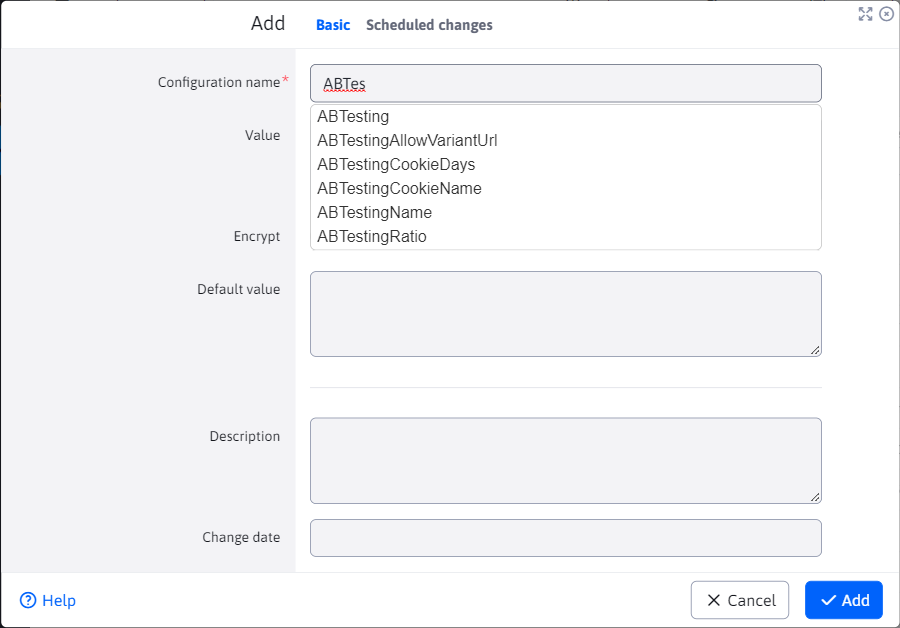 Add Basic Scheduled changes
Configuration name* ABTes
ABTesting
Value
ABTestingAllowVariantUrl
ABTestingCookieDays
ABTestingCookieName
ABTestingName
Encrypt ABTestingRatio
Default value
Description
Change date
Help Cancel Add